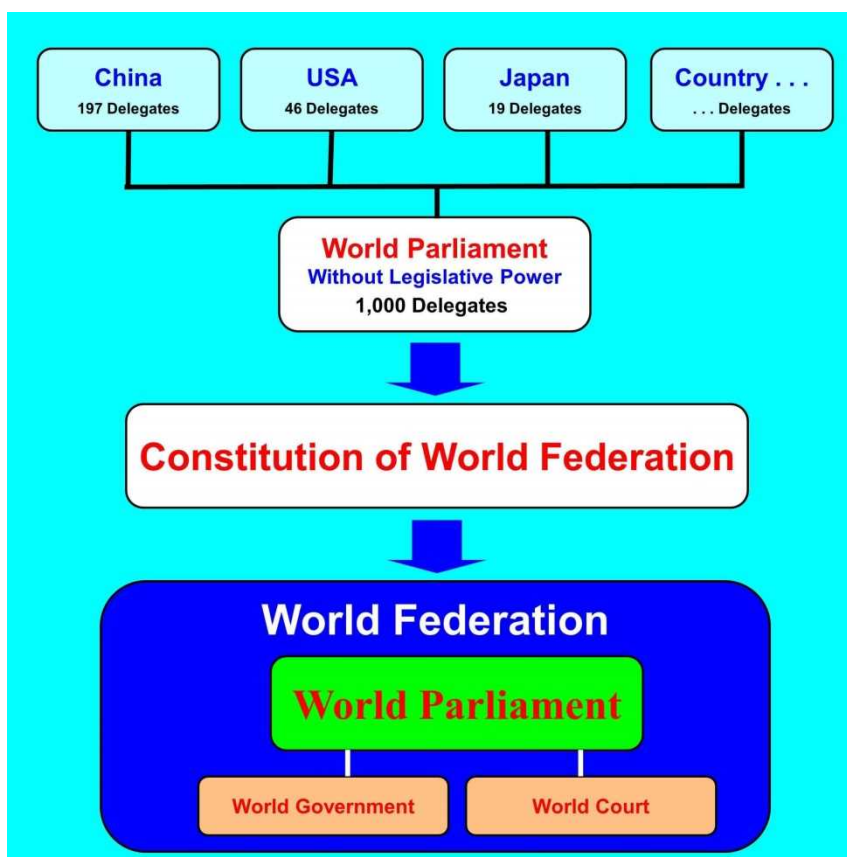 China
197 Delegates
USA
46 Delegates
Japan
19 Delegates
Country . . .
. . . Delegates
World Parliament
Without Legislative Power
1,000 Delegates
Constitution of World Federation
World Federation
World Parliament
World Government
World Court